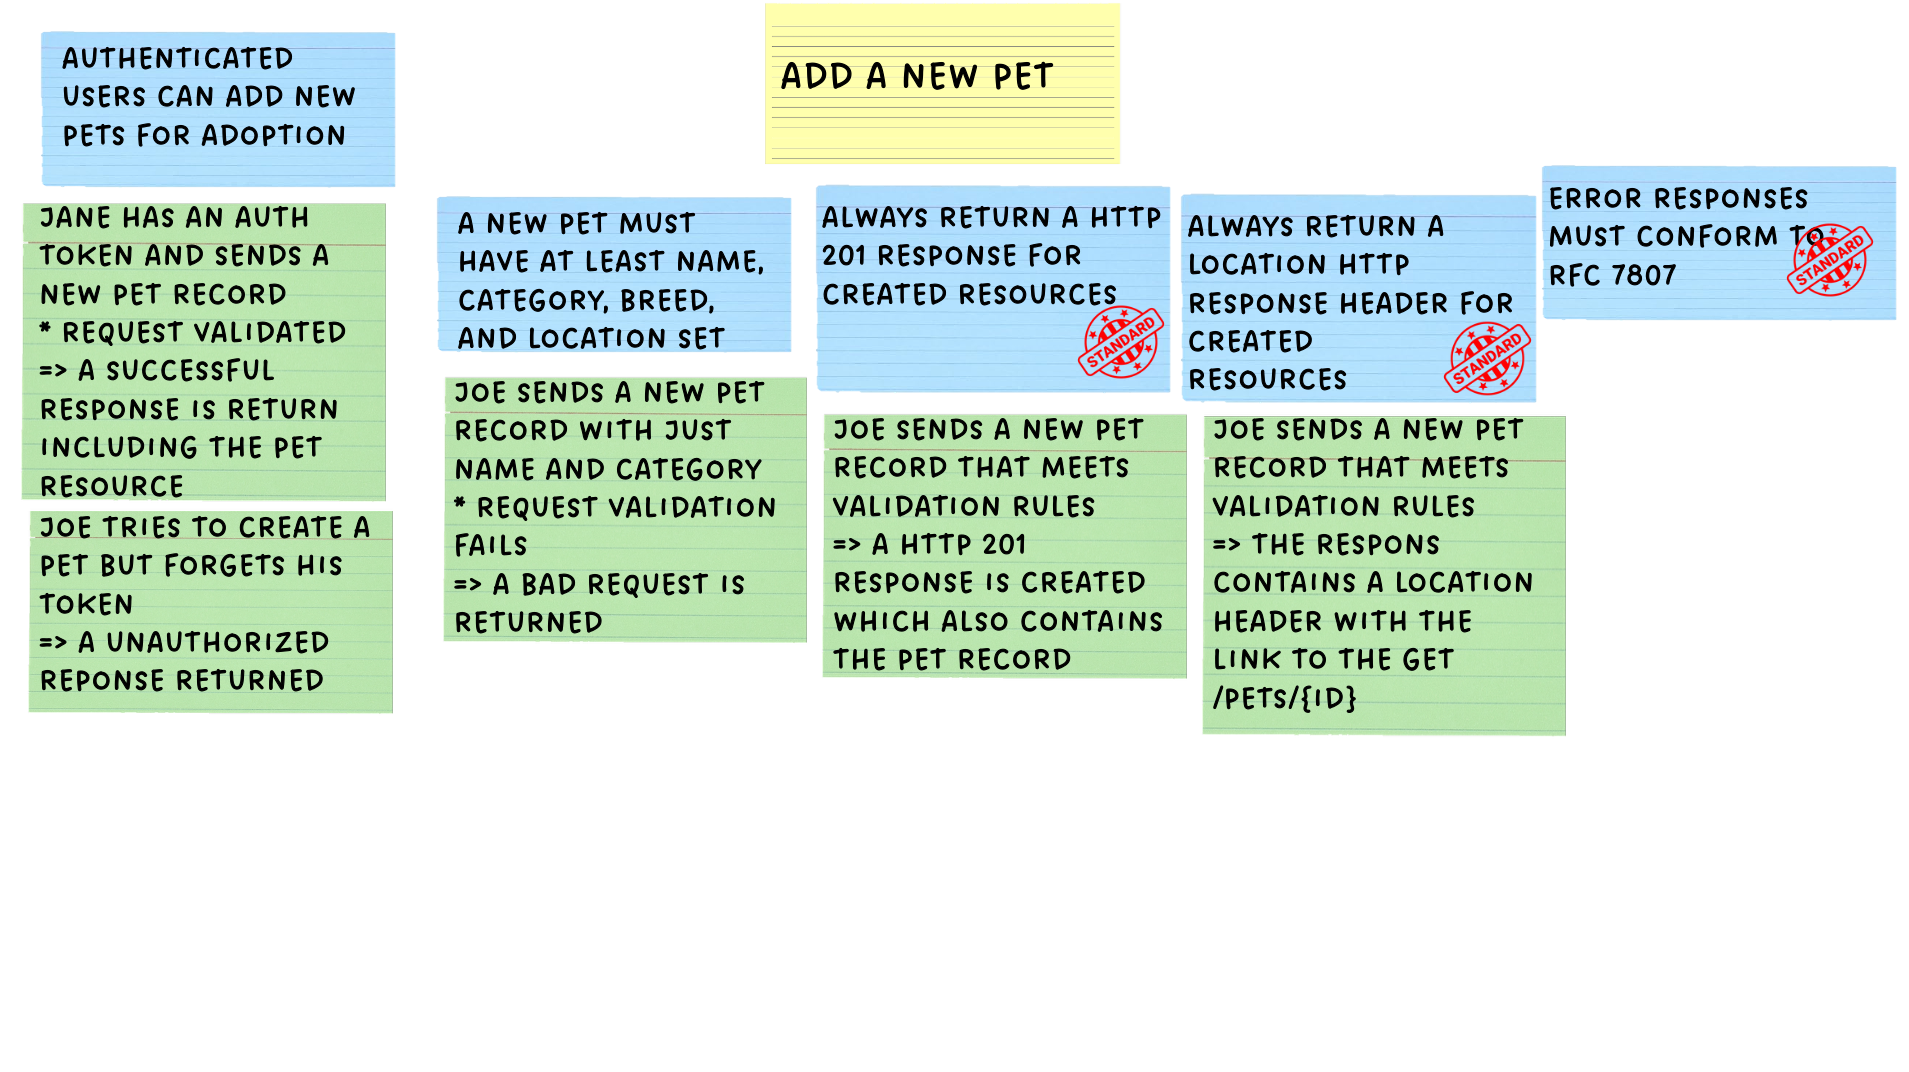 ADD A NEW PET
AUTHENTICATED
USERS CAN ADD NEW
PETS FOR ADOPTION
JANE HAS AN AUTH
TOKEN AND SENDS A
NEW PET RECORD
* REQUEST VALIDATED
=> A SUCCESSFUL
RESPONSE IS RETURN
INCLUDING THE PET
RESOURCE
JOE TRIES TO CREATE A
PET BUT FORGETS HIS
TOKEN
=> A UNAUTHORIZED
REPONSE RETURNED
A NEW PET MUST
HAVE AT LEAST NAME,
CATEGORY, BREED,
AND LOCATION SET
JOE SENDS A NEW PET
RECORD WITH JUST
NAME AND CATEGORY
* REQUEST VALIDATION
FAILS
=> A BAD REQUEST IS
RETURNED
ALWAYS RETURN A HTTP
201 RESPONSE FOR
CREATED RESOURCES
STANDARD
JOE SENDS A NEW PET
RECORD THAT MEETS
VALIDATION RULES
=> A HTTP 201
RESPONSE IS CREATED
WHICH ALSO CONTAINS
THE PET RECORD
ALWAYS RETURN A
LOCATION HTTP
RESPONSE HEADER FOR
CREATED
RESOURCES
STANDARD
JOE SENDS A NEW PET
RECORD THAT MEETS
VALIDATION RULES
=> THE RESPONS
CONTAINS A LOCATION
HEADER WITH THE
LINK TO THE GET
/PETS/{ID}
ERROR RESPONSES
MUST CONFORM TO
RFC 7807
STANDARD